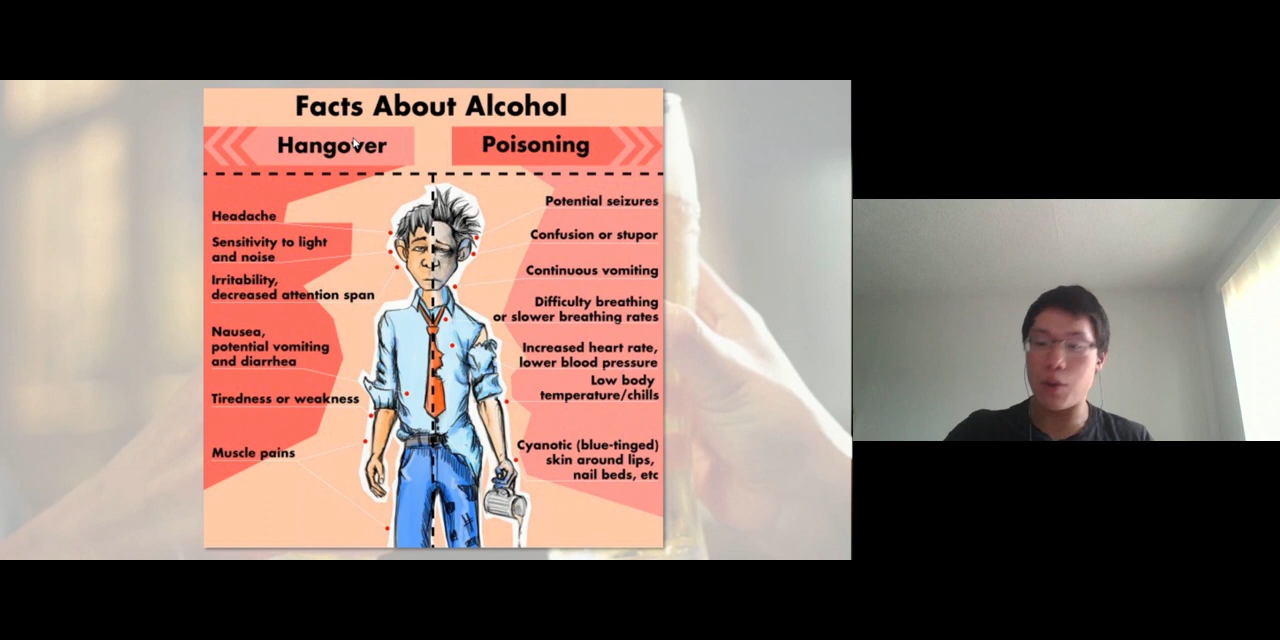 Facts About Alcohol
Hangover
Poisoning
Headache
Sensitivity to light
and noise
Irritability,
decreased attention span
Nausea,
potential vomiting
and diarrhea
Tiredness or weakness
Muscle pains
Potential seizures
Confusion or stupor
Continuous vomiting
Difficulty breathing
or slower breathing rates
Increased heart rate,
lower blood pressure
Low body
temperature/chills
Cyanotic (blue-tinged)
skin around lips,
nail beds, etc